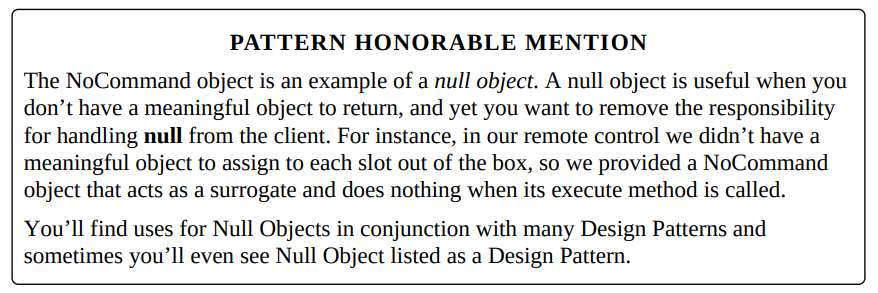 PATTERN HONORABLE MENTION
The NoCommand object is an example of a null object. A null object is useful when you
don’t have a meaningful object to return, and yet you want to remove the responsibility
for handling null from the client. For instance, in our remote control we didn’t have a
meaningful object to assign to each slot out of the box, so we provided a NoCommand
object that acts as a surrogate and does nothing when its execute method is called.
You’ll find uses for Null Objects in conjunction with many Design Patterns and
sometimes you’ll even see Null Object listed as a Design Pattern.